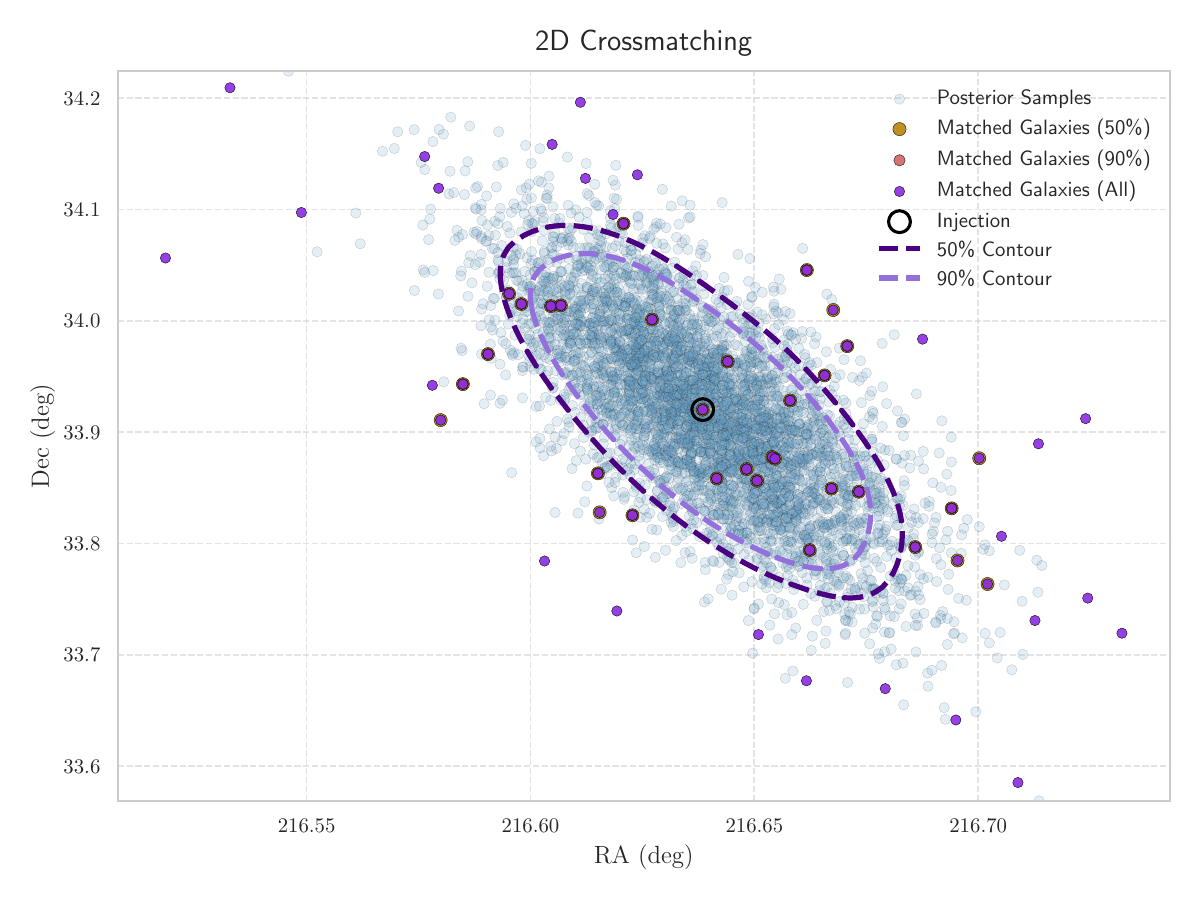 2D Crossmatching
Posterior Samples
Matched Galaxies (50%)
Matched Galaxies (90%)
Matched Galaxies (All)
Injection
50% Contour
90% Contour
34.2
34.1
34.0
33.9
33.8
33.7
33.6
Dec (deg)
216.55 216.60 216.65 216.70
RA (deg)